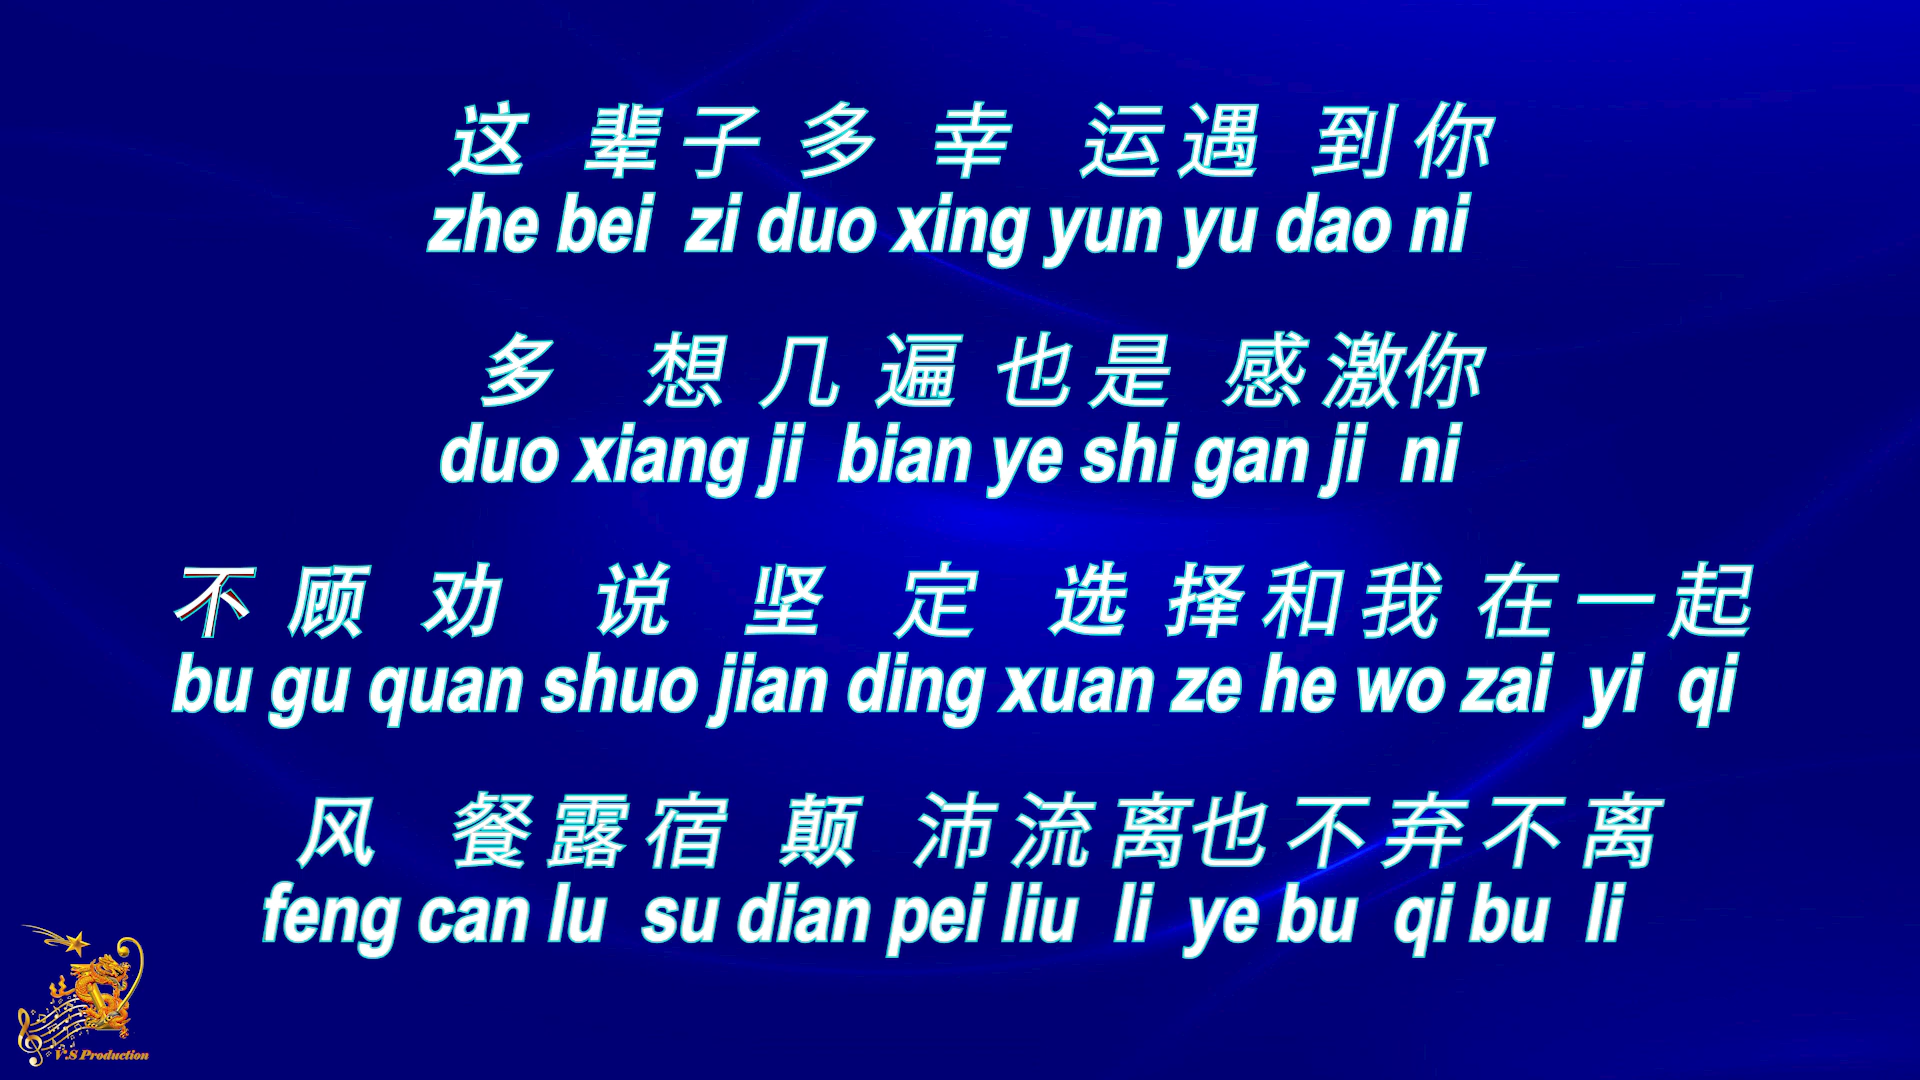 这辈子多幸运遇到你
zhe bei zi duo xing yun yu dao ni
多想几遍也是感激你
duo xiang ji bian ye shi gan ji ni
不顾劝说坚定选择和我在一起
bu gu quan shuo jian ding xuan ze he wo zai yi qi
风餐露宿颠沛流离也不弃不离
feng can lu su dian pei liu li ye bu qi bu li
V.S Production